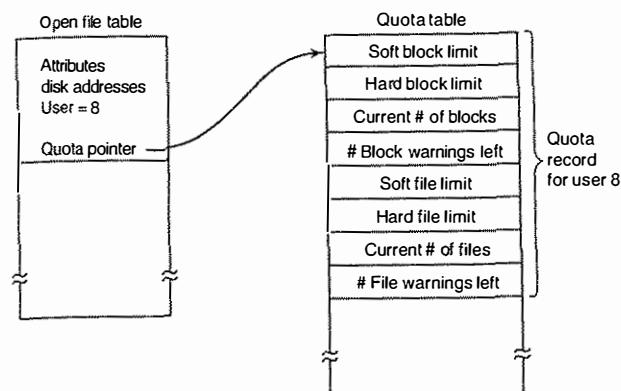 Open file table
Attributes
disk addresses
User = 8
Quota pointer
Quota table
Soft block limit
Hard block limit
Current # of blocks
# Block warnings left
Soft file limit
Hard file limit
Current # of files
# File warnings left
Quota
record
for user 8